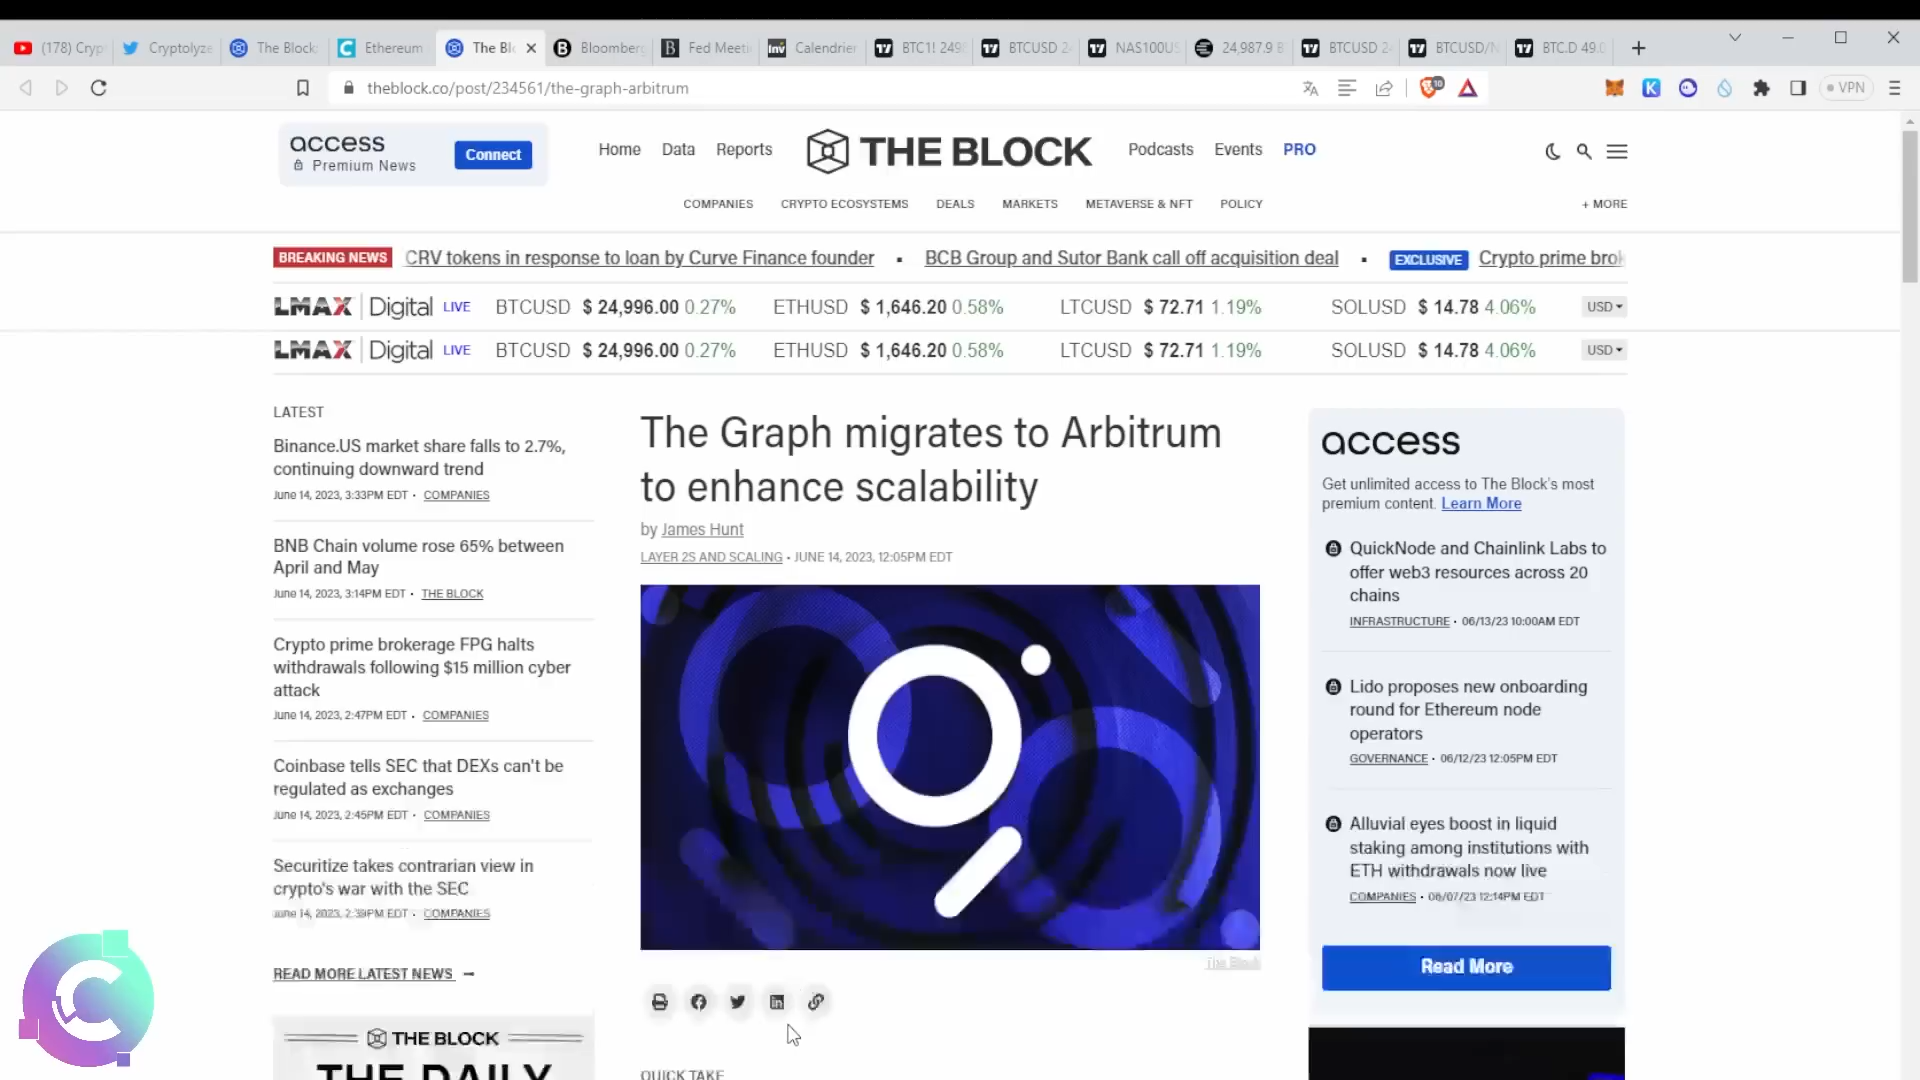 (178) Cryp
Cryptolyze
The Block
Ethereum
The Blo
Bloomberg
Fed Meeti
Calendrier
BTC1! 249
BTCUSD 2
NAS100US
24,987.9 B
BTCUSD 2
BTCUSD/
BTC.D 49.0
theblock.co/post/234561/the-graph-arbitrum
VPN
access
Premium News
Connect
Home Data Reports
THE BLOCK
Podcasts Events PRO
COMPANIES CRYPTO ECOSYSTEMS DEALS MARKETS METAVERSE & NFT POLICY + MORE
BREAKING NEWS CRV tokens in response to loan by Curve Finance founder ▪ BCB Group and Sutor Bank call off acquisition deal ▪ EXCLUSIVE Crypto prime brok
LMAX Digital LIVE BTCUSD $ 24,996.00 0.27% ETHUSD $ 1,646.20 0.58% LTCUSD $ 72.71 1.19% SOLUSD $ 14.78 4.06% USD
LMAX Digital LIVE BTCUSD $ 24,996.00 0.27% ETHUSD $ 1,646.20 0.58% LTCUSD $ 72.71 1.19% SOLUSD $ 14.78 4.06% USD
LATEST
Binance.US market share falls to 2.7%,
continuing downward trend
June 14, 2023, 3:33PM EDT • COMPANIES
BNB Chain volume rose 65% between
April and May
June 14, 2023, 3:14PM EDT • THE BLOCK
Crypto prime brokerage FPG halts
withdrawals following $15 million cyber
attack
June 14, 2023, 2:47PM EDT • COMPANIES
Coinbase tells SEC that DEXs can't be
regulated as exchanges
June 14, 2023, 2:45PM EDT • COMPANIES
Securitize takes contrarian view in
crypto's war with the SEC
June 14, 2023, 2:39PM EDT • COMPANIES
READ MORE LATEST NEWS
THE BLOCK
THE DAILY
The Graph migrates to Arbitrum
to enhance scalability
by James Hunt
LAYER 2S AND SCALING • JUNE 14, 2023, 12:05PM EDT
The Block
QUICK TAKE
access
Get unlimited access to The Block's most
premium content. Learn More
QuickNode and Chainlink Labs to
offer web3 resources across 20
chains
INFRASTRUCTURE • 06/13/23 10:00AM EDT
Lido proposes new onboarding
round for Ethereum node
operators
GOVERNANCE • 06/12/23 12:05PM EDT
Alluvial eyes boost in liquid
staking among institutions with
ETH withdrawals now live
COMPANIES • 06/07/23 12:14PM EDT
Read More